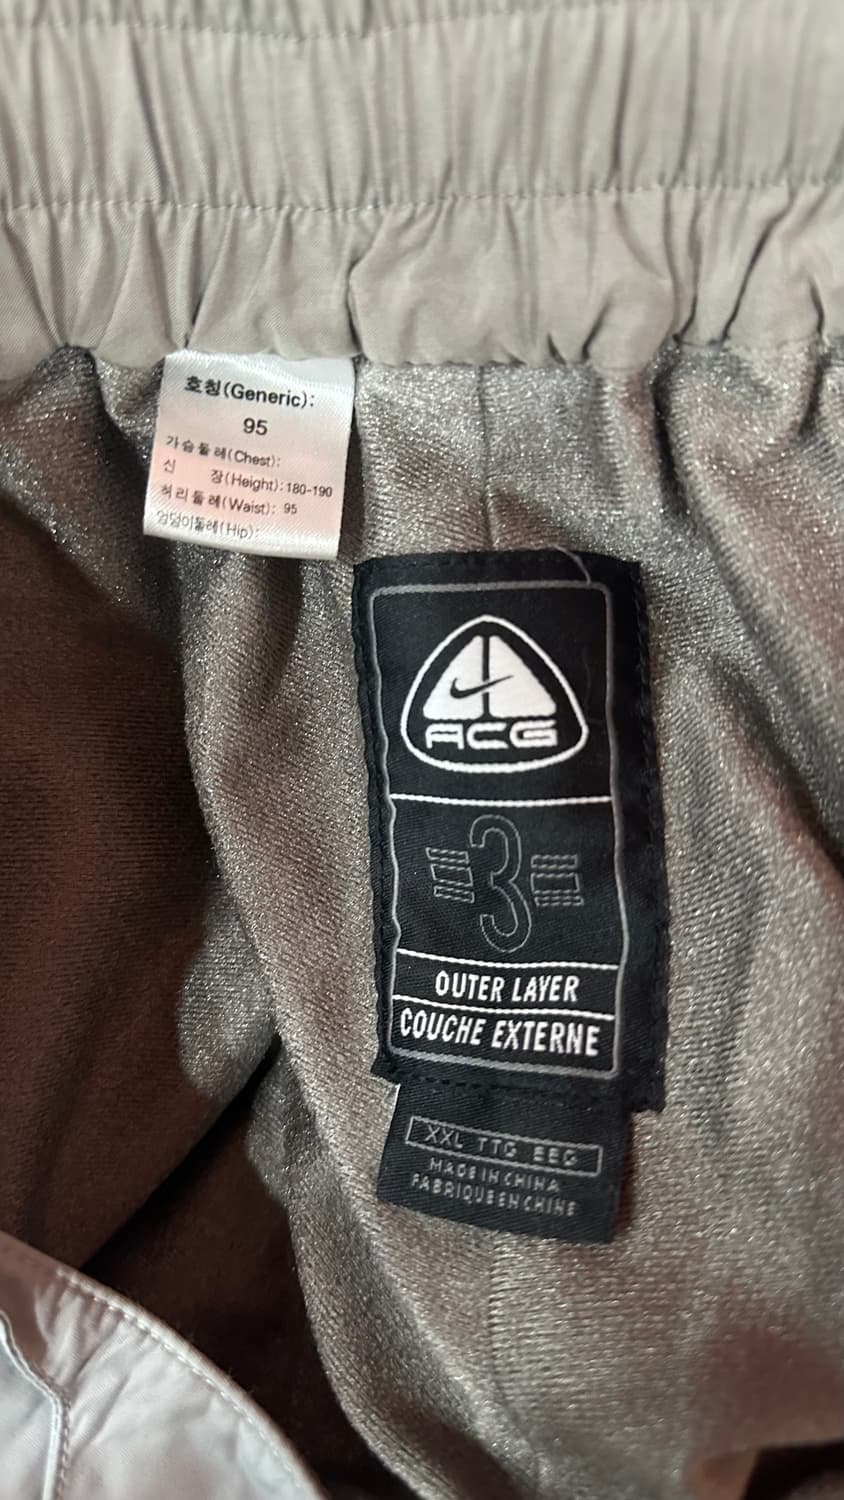 호칭(Generic):
95
가슴둘레(Chest):
신 장(Height): 180-190
허리둘레(Waist): 95
엉덩이둘레(Hip):
ACG
3
OUTER LAYER
COUCHE EXTERNE
XXL TTG EEG
MADE IN CHINA
FABRIQUE EN CHINE